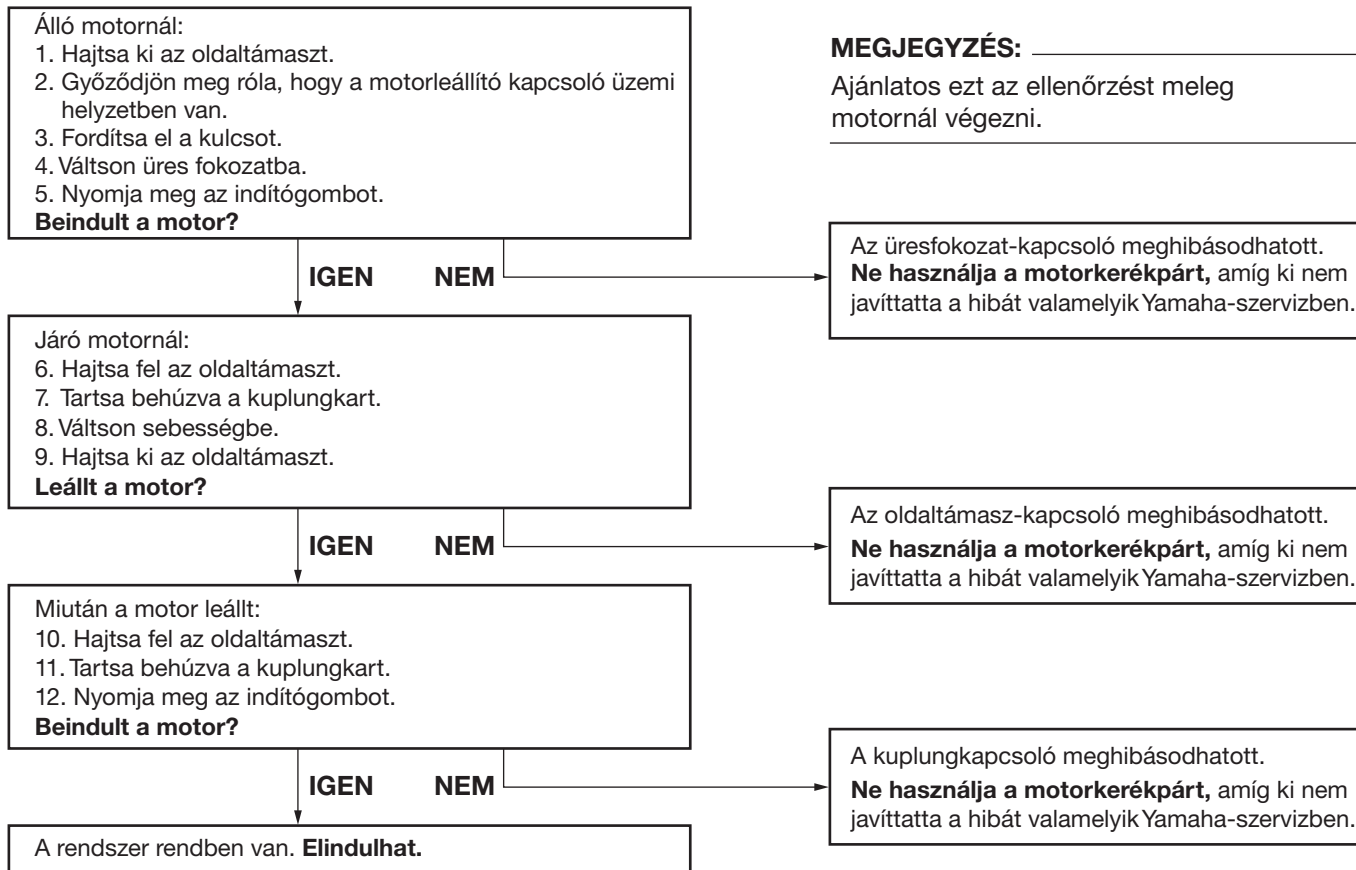 Álló motornál:
1. Hajtsa ki az oldaltámaszt.
2. Győződjön meg róla, hogy a motorleállító kapcsoló üzemi
helyzetben van.
3. Fordítsa el a kulcsot.
4. Váltson üres fokozatba.
5. Nyomja meg az indítógombot.
Beindult a motor?
MEGJEGYZÉS:
Ajánlatos ezt az ellenőrzést meleg
motornál végezni.
IGEN NEM
Az üresfokozat-kapcsoló meghibásodhatott.
Ne használja a motorkerékpárt, amíg ki nem
javíttatta a hibát valamelyik Yamaha-szervizben.
Járó motornál:
6. Hajtsa fel az oldaltámaszt.
7. Tartsa behúzva a kuplungkart.
8. Váltson sebességbe.
9. Hajtsa ki az oldaltámaszt.
Leállt a motor?
IGEN NEM
Az oldaltámasz-kapcsoló meghibásodhatott.
Ne használja a motorkerékpárt, amíg ki nem
javíttatta a hibát valamelyik Yamaha-szervizben.
Miután a motor leállt:
10. Hajtsa fel az oldaltámaszt.
11. Tartsa behúzva a kuplungkart.
12. Nyomja meg az indítógombot.
Beindult a motor?
IGEN NEM
A kuplungkapcsoló meghibásodhatott.
Ne használja a motorkerékpárt, amíg ki nem
javíttatta a hibát valamelyik Yamaha-szervizben.
A rendszer rendben van. Elindulhat.